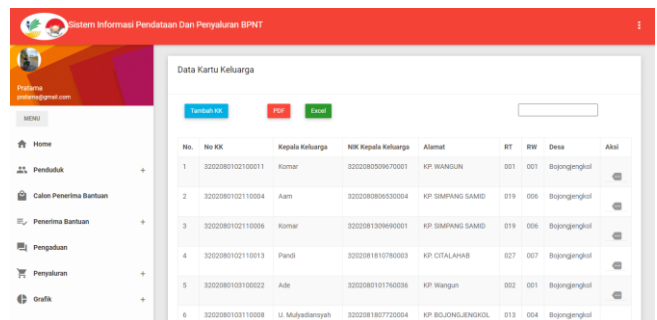 Sistem Informasi Pendataan Dan Penyaluran BPNT
Pratama
pratama@gmail.com
MENU
Home
Penduduk +
Calon Penerima Bantuan
Penerima Bantuan +
Pengaduan
Penyaluran +
Grafik +
Data Kartu Keluarga
Tambah KK PDF Excel
No. No KK Kepala Keluarga NIK Kepala Keluarga Alamat RT RW Desa Aksi
1 3202080102100011 Komar 3202080509670001 KP. WANGUN 001 001 Bojongjengkol
2 3202080102110004 Aam 3202080806530004 KP. SIMPANG SAMID 019 006 Bojongjengkol
3 3202080102110006 Komar 3202081309690001 KP. SIMPANG SAMID 019 006 Bojongjengkol
4 3202080102110013 Pandi 3202081810780003 KP. CITALAHAB 027 007 Bojongjengkol
5 3202080103100022 Ade 3202080101760036 KP. Wangun 002 001 Bojongjengkol
6 3202080103110008 U. Mulyadiansyah 3202081807720004 KP. BOJONGJENGKOL 013 004 Bojongjengkol